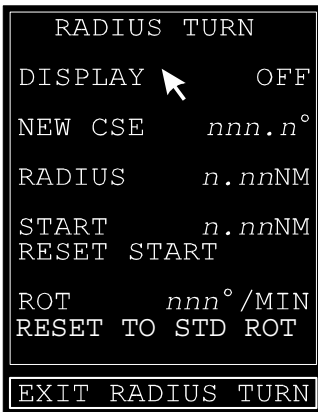 RADIUS TURN
DISPLAY OFF
NEW CSE nnn.n°
RADIUS n.nnNM
START n.nnNM
RESET START
ROT nnn°/MIN
RESET TO STD ROT
EXIT RADIUS TURN